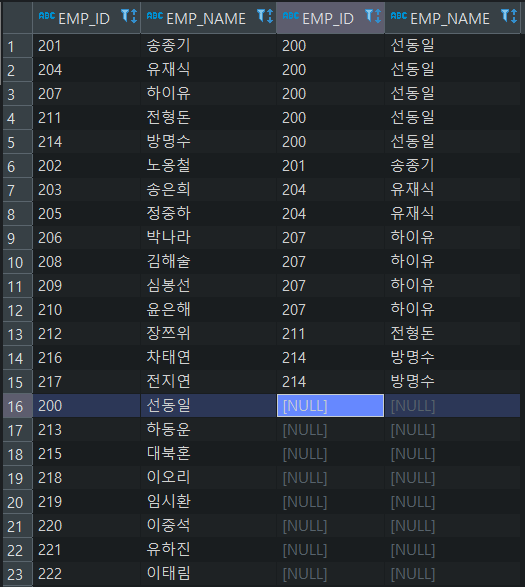 ABC EMP_ID ABC EMP_NAME ABC EMP_ID ABC EMP_NAME
1 201 송종기 200 선동일
2 204 유재식 200 선동일
3 207 하이유 200 선동일
4 211 전형돈 200 선동일
5 214 방명수 200 선동일
6 202 노옹철 201 송종기
7 203 송은희 204 유재식
8 205 정중하 204 유재식
9 206 박나라 207 하이유
10 208 김해술 207 하이유
11 209 심봉선 207 하이유
12 210 윤은해 207 하이유
13 212 장쯔위 211 전형돈
14 216 차태연 214 방명수
15 217 전지연 214 방명수
16 200 선동일 [NULL] [NULL]
17 213 하동운 [NULL] [NULL]
18 215 대북혼 [NULL] [NULL]
19 218 이오리 [NULL] [NULL]
20 219 임시환 [NULL] [NULL]
21 220 이중석 [NULL] [NULL]
22 221 유하진 [NULL] [NULL]
23 222 이태림 [NULL] [NULL]